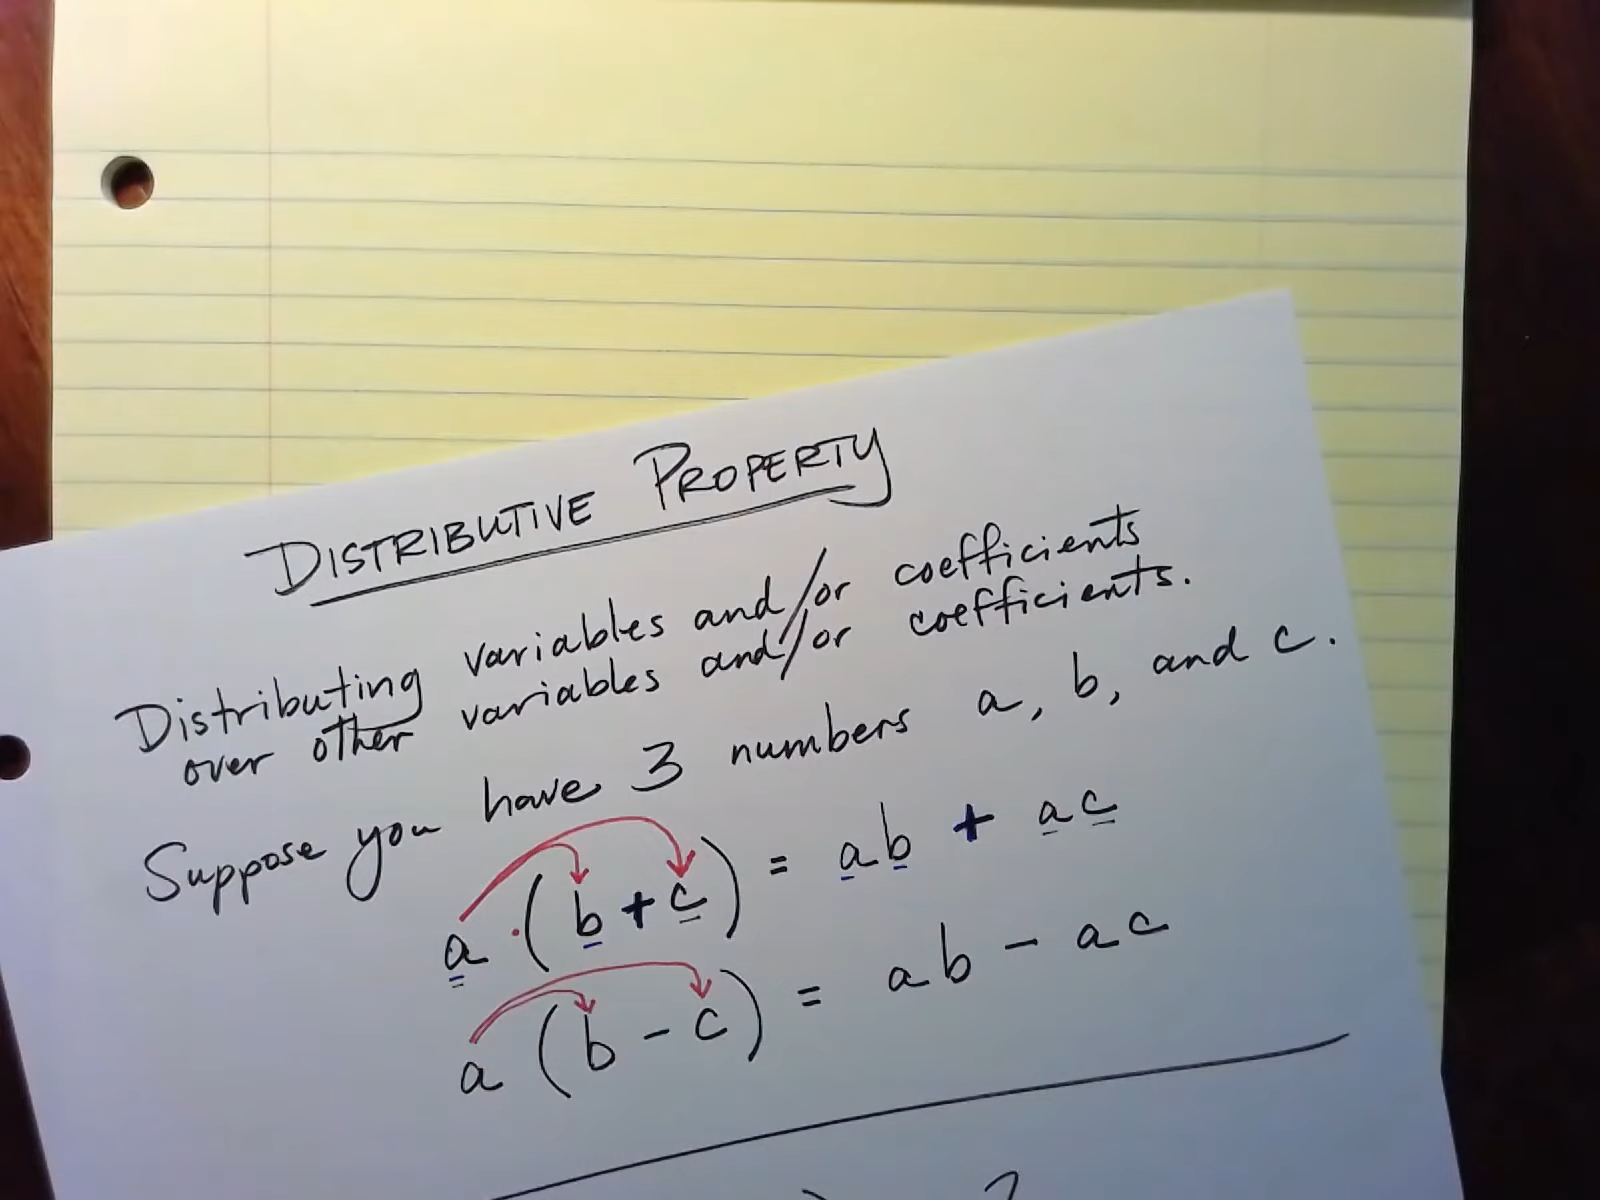 DISTRIBUTIVE PROPERTY
Distributing variables and/or coefficients
over other variables and/or coefficients.
Suppose you have 3 numbers a, b, and c.
a · (b + c) = ab + ac
a (b - c) = ab - ac